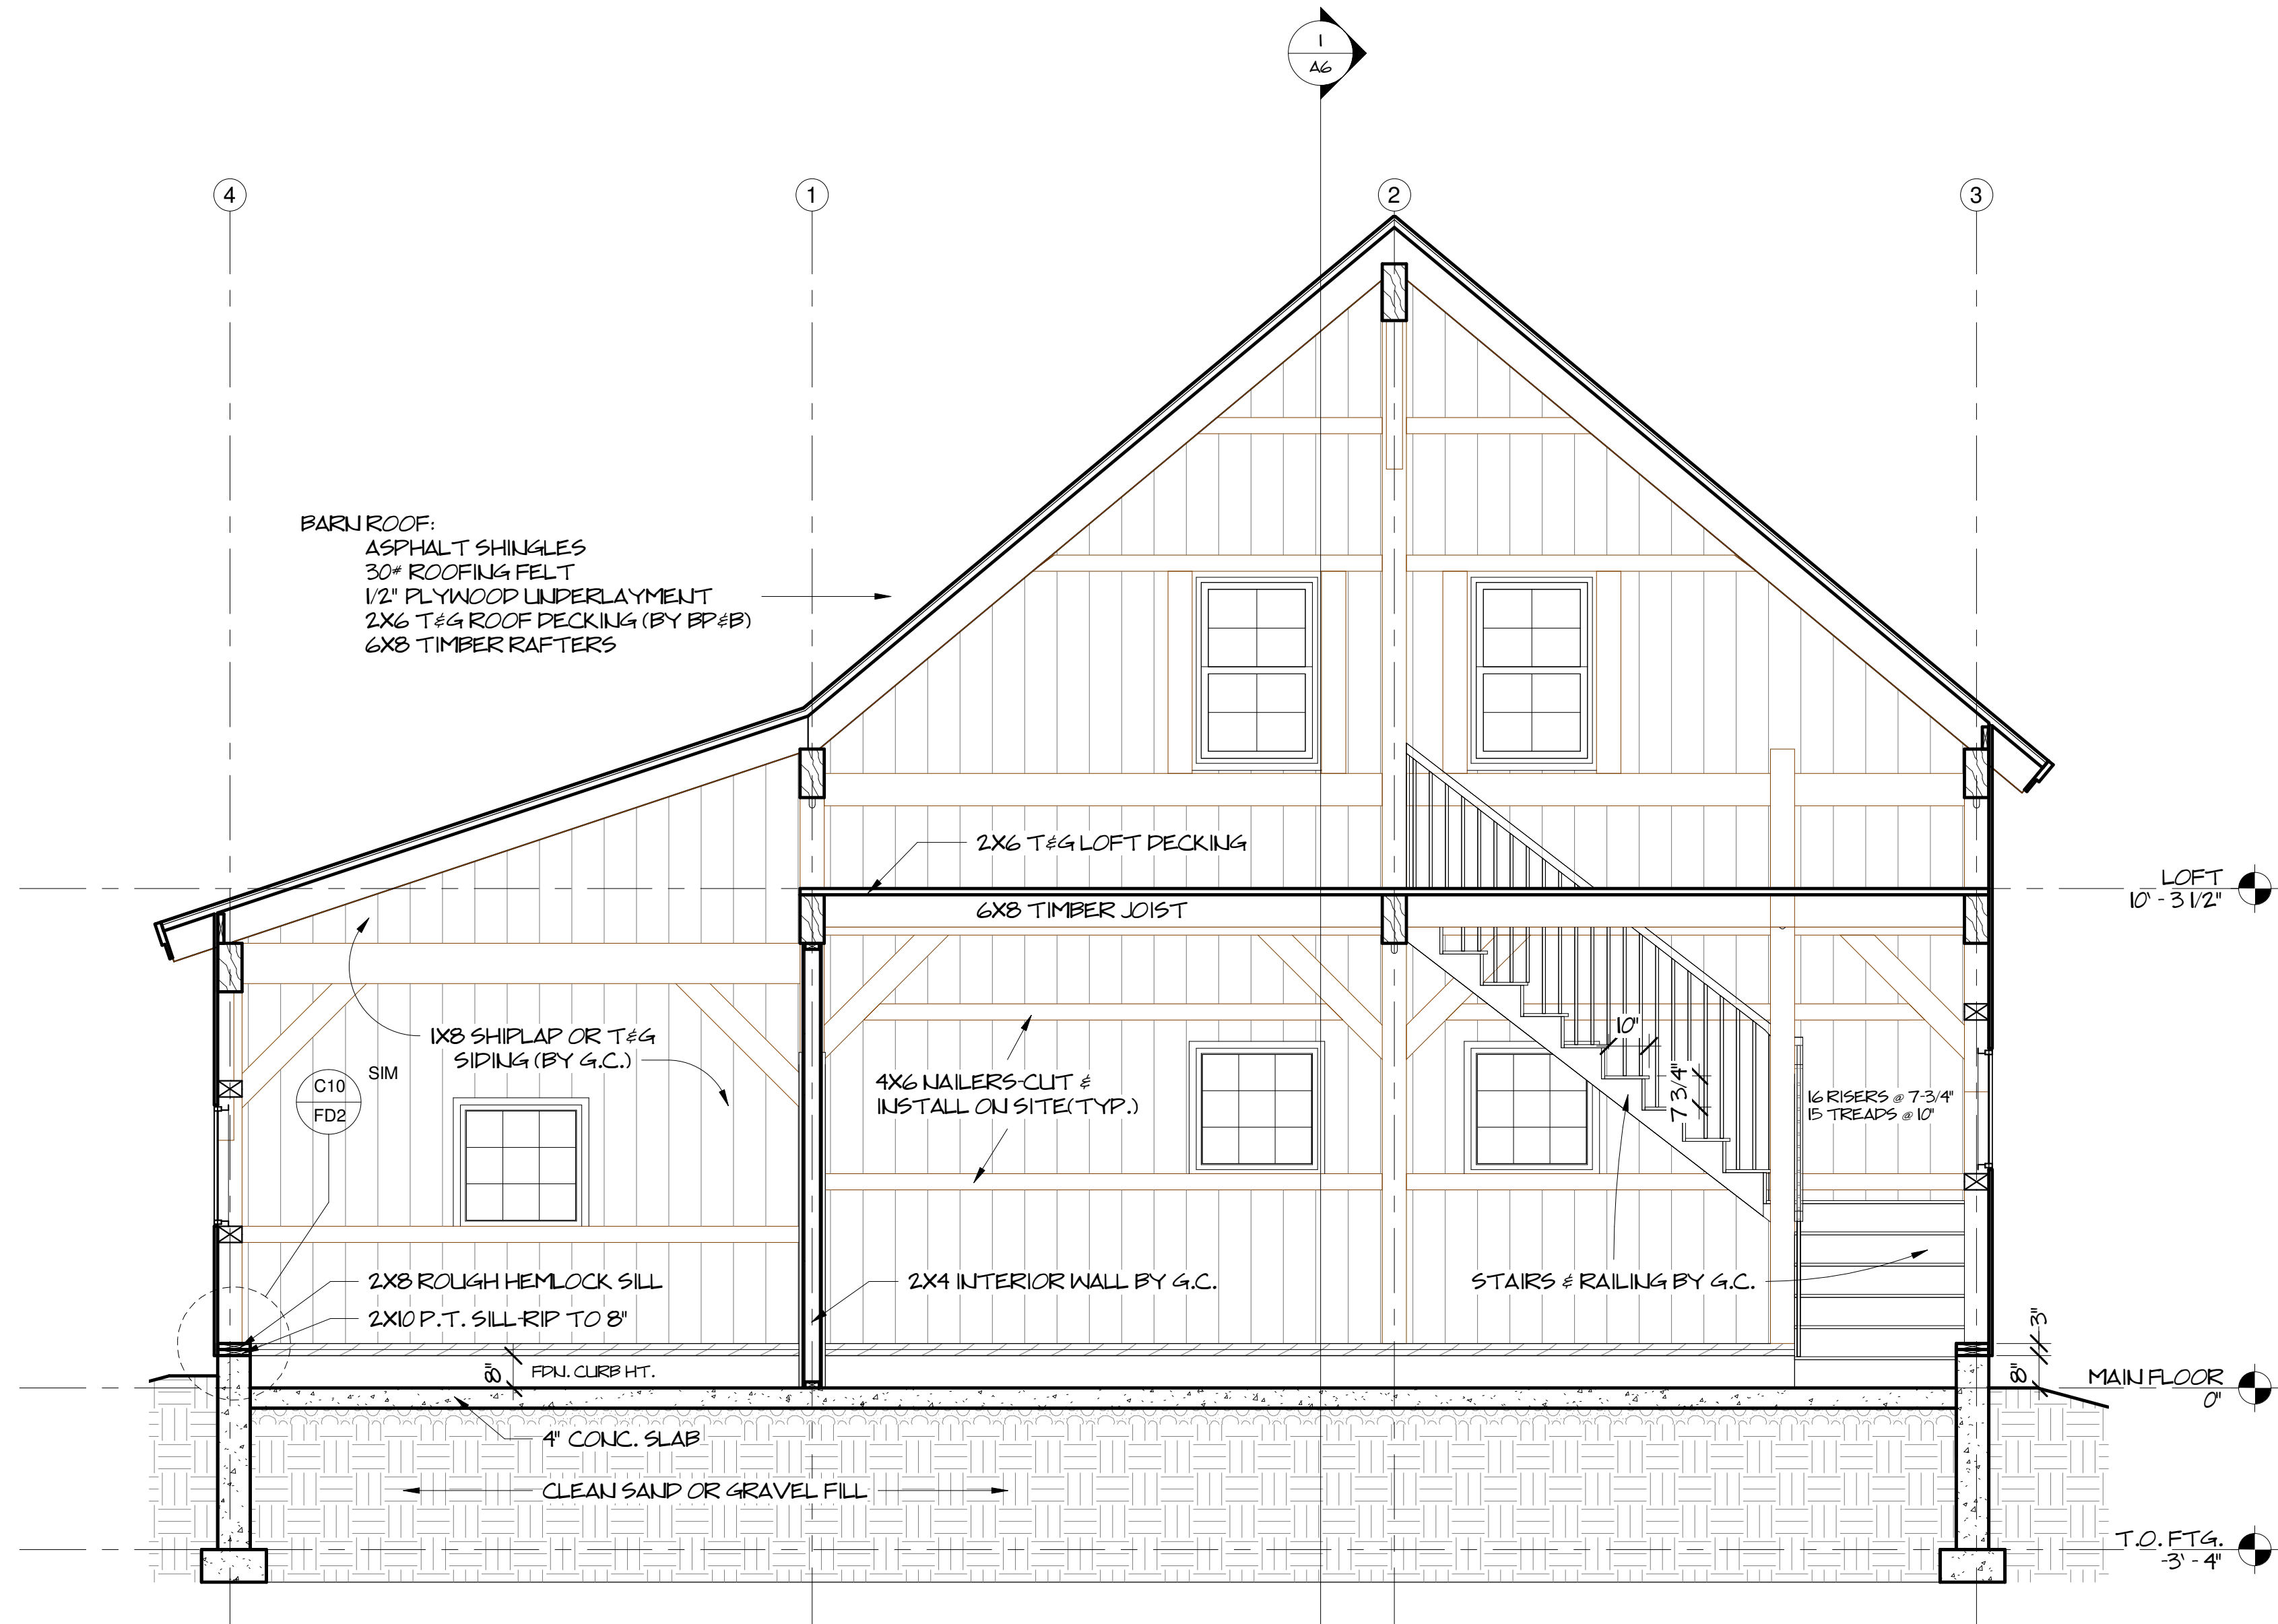 1
A6
4
1
2
3
BARN ROOF:
ASPHALT SHINGLES
30# ROOFING FELT
1/2" PLYWOOD UNDERLAYMENT
2X6 T&G ROOF DECKING (BY BP&B)
6X8 TIMBER RAFTERS
2X6 T&G LOFT DECKING
LOFT
10' - 3 1/2"
6X8 TIMBER JOIST
1X8 SHIPLAP OR T&G
SIDING (BY G.C.)
C10
FD2
SIM
4X6 NAILERS-CUT &
INSTALL ON SITE(TYP.)
10"
7 3/4"
16 RISERS @ 7-3/4"
15 TREADS @ 10"
2X8 ROUGH HEMLOCK SILL
2X10 P.T. SILL-RIP TO 8"
2X4 INTERIOR WALL BY G.C.
STAIRS & RAILING BY G.C.
8"
FDN. CURB HT.
3"
8"
MAIN FLOOR
0"
4" CONC. SLAB
CLEAN SAND OR GRAVEL FILL
T.O. FTG.
-3' - 4"